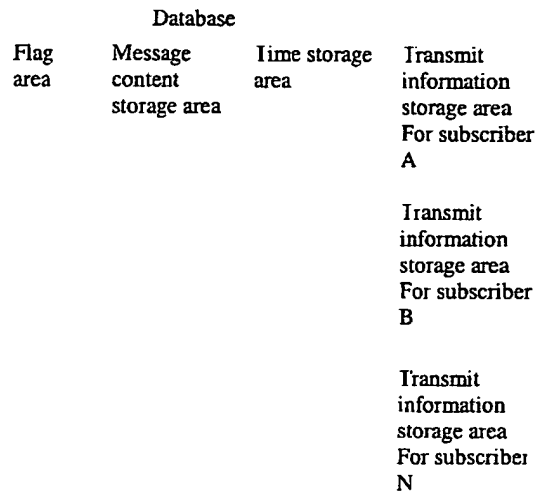 Database
Flag area
Message content storage area
Time storage area
Transmit information storage area For subscriber A
Transmit information storage area For subscriber B
Transmit information storage area For subscriber N